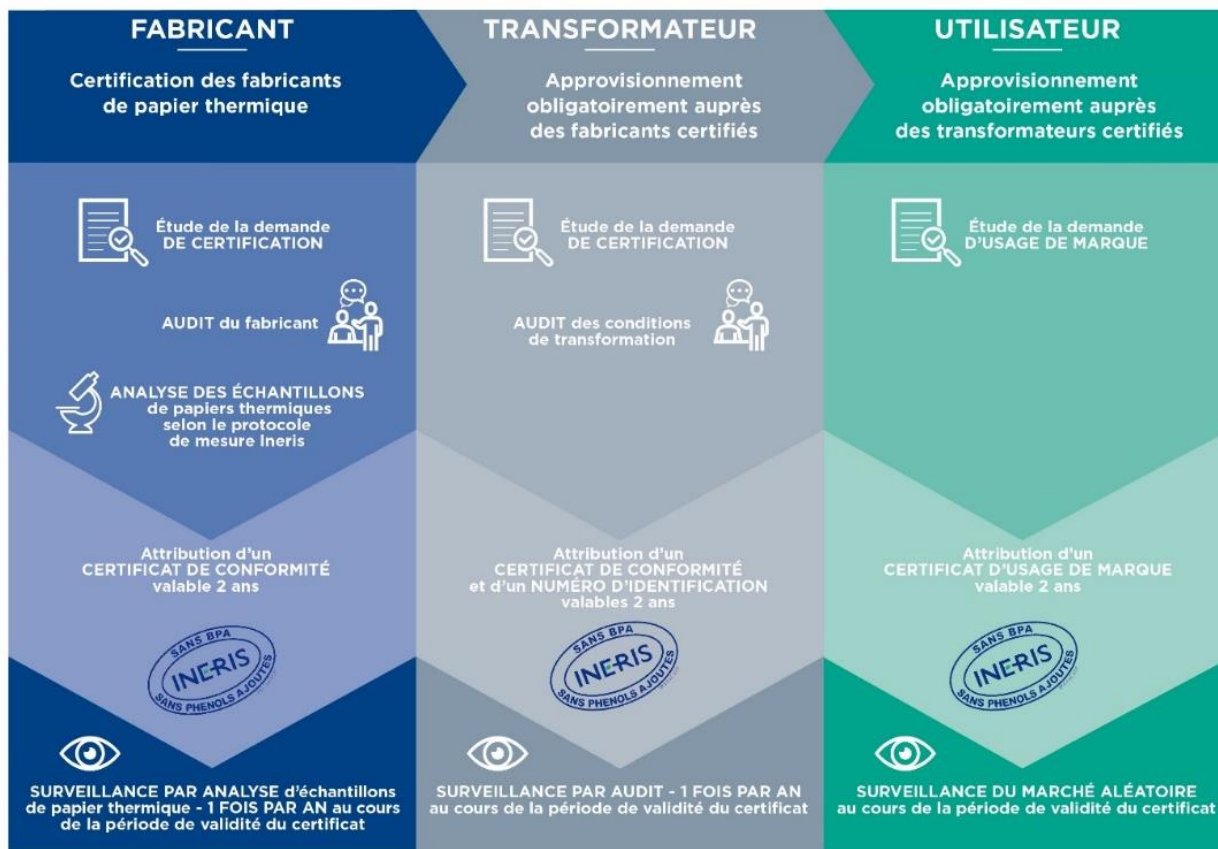 FABRICANT
Certification des fabricants
de papier thermique
Étude de la demande
DE CERTIFICATION
AUDIT du fabricant
ANALYSE DES ÉCHANTILLONS
de papiers thermiques
selon le protocole
de mesure Ineris
Attribution d'un
CERTIFICAT DE CONFORMITÉ
valable 2 ans
SANS BPA
INERIS
SANS PHENOLS AJOUTES
SURVEILLANCE PAR ANALYSE d'échantillons
de papier thermique - 1 FOIS PAR AN au cours
de la période de validité du certificat
TRANSFORMATEUR
Approvisionnement
obligatoirement auprès
des fabricants certifiés
Étude de la demande
DE CERTIFICATION
AUDIT des conditions
de transformation
Attribution d'un
CERTIFICAT DE CONFORMITÉ
et d'un NUMÉRO D'IDENTIFICATION
valables 2 ans
SANS BPA
INERIS
SANS PHENOLS AJOUTES
SURVEILLANCE PAR AUDIT - 1 FOIS PAR AN
au cours de la période de validité du certificat
UTILISATEUR
Approvisionnement
obligatoirement auprès
des transformateurs certifiés
Étude de la demande
D'USAGE DE MARQUE
Attribution d'un
CERTIFICAT D'USAGE DE MARQUE
valable 2 ans
SANS BPA
INERIS
SANS PHENOLS AJOUTES
SURVEILLANCE DU MARCHÉ ALÉATOIRE
au cours de la période de validité du certificat